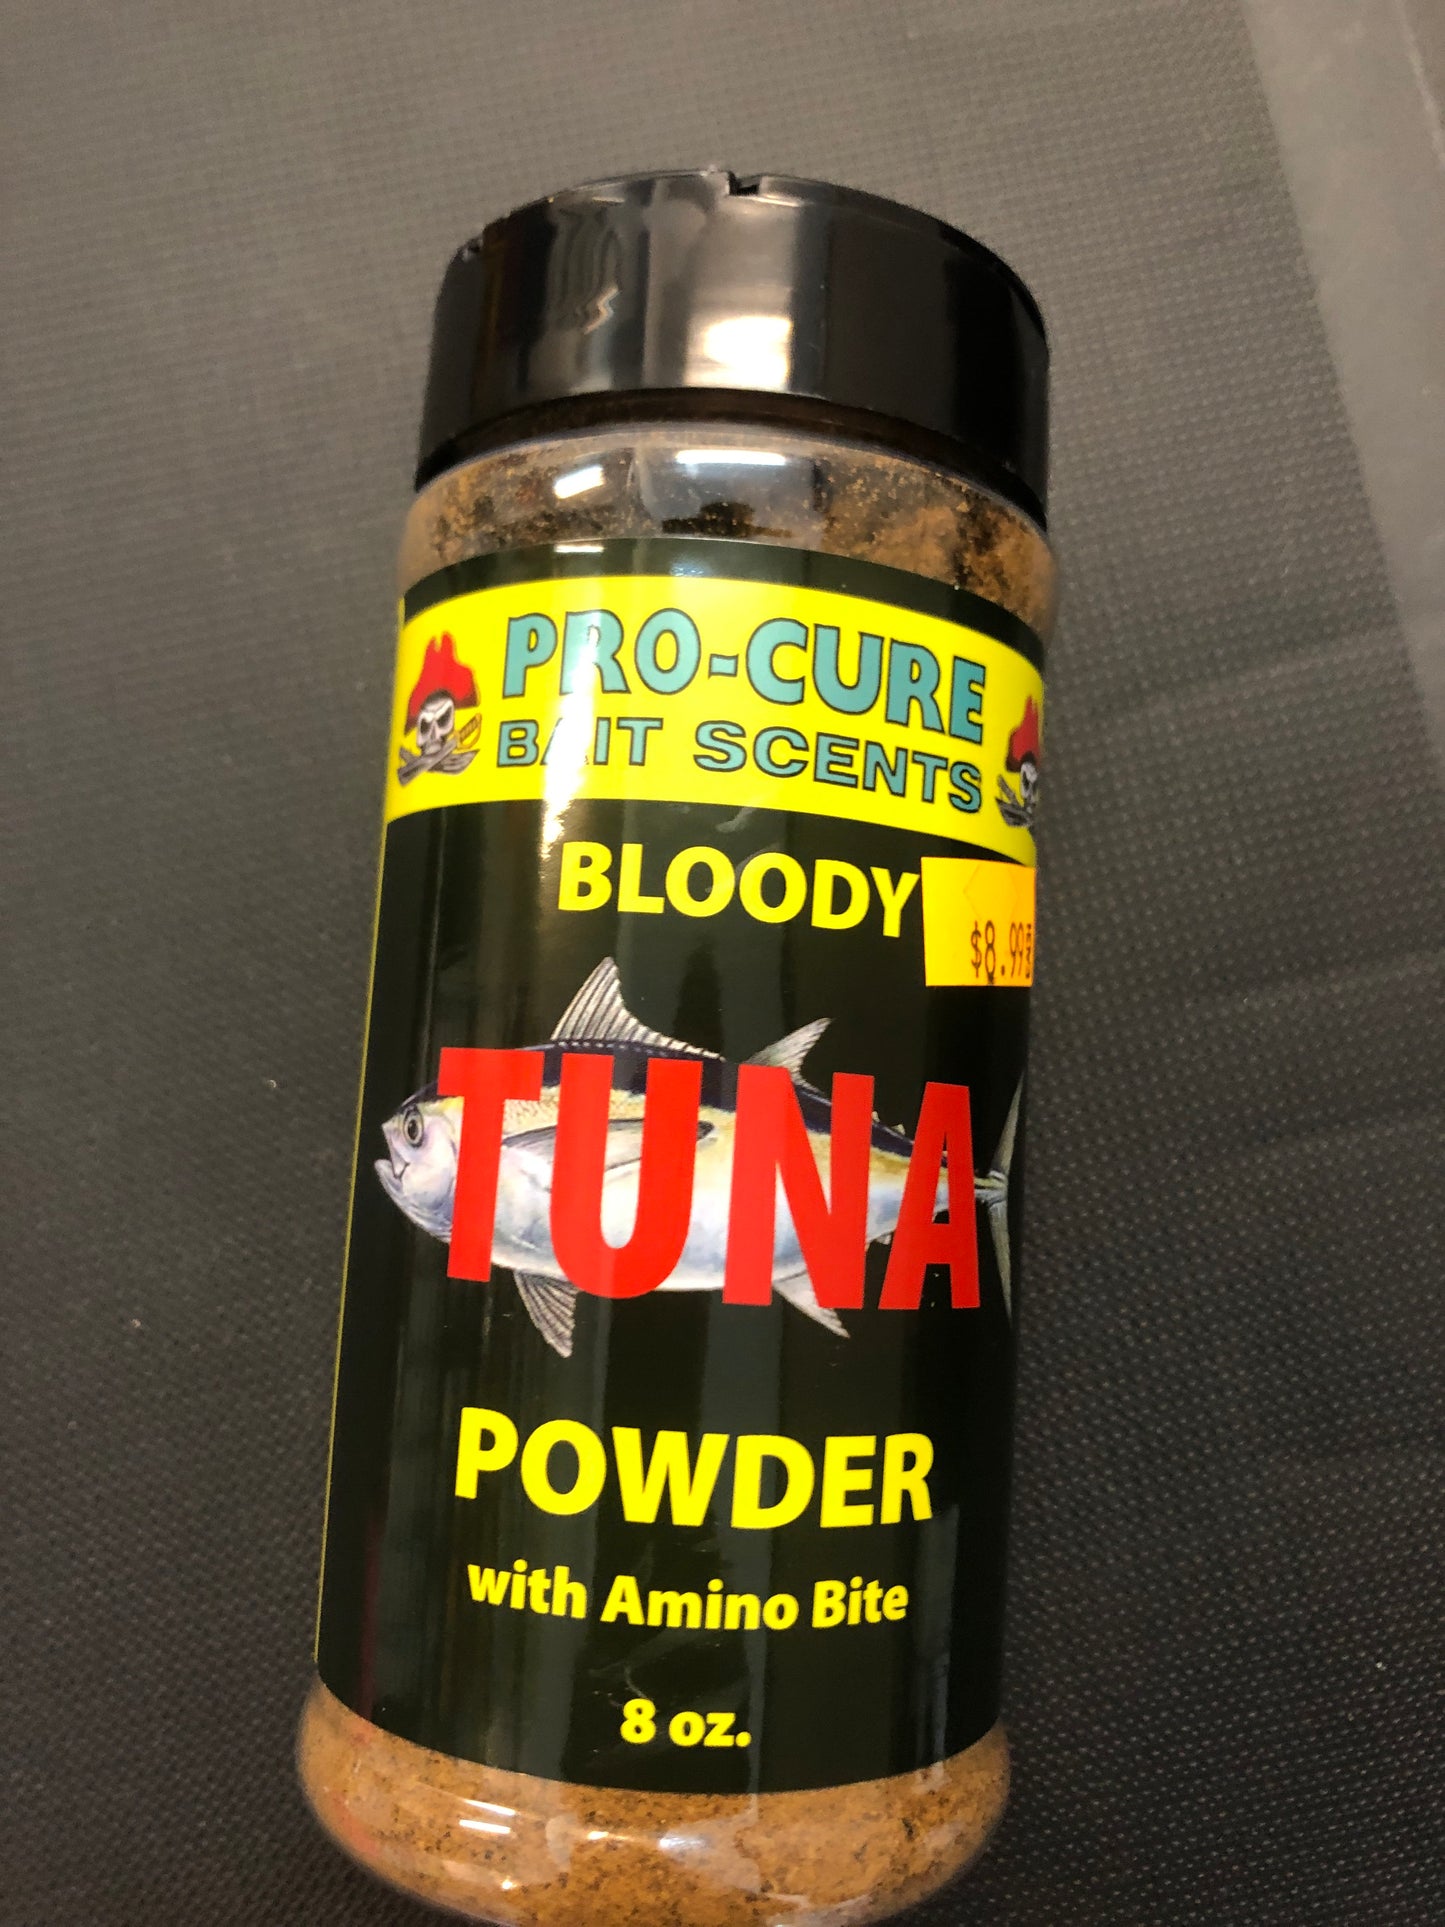 PRO-CURE
BAIT SCENTS
BLOODY
$8.99
TUNA
POWDER
with Amino Bite
8 oz.